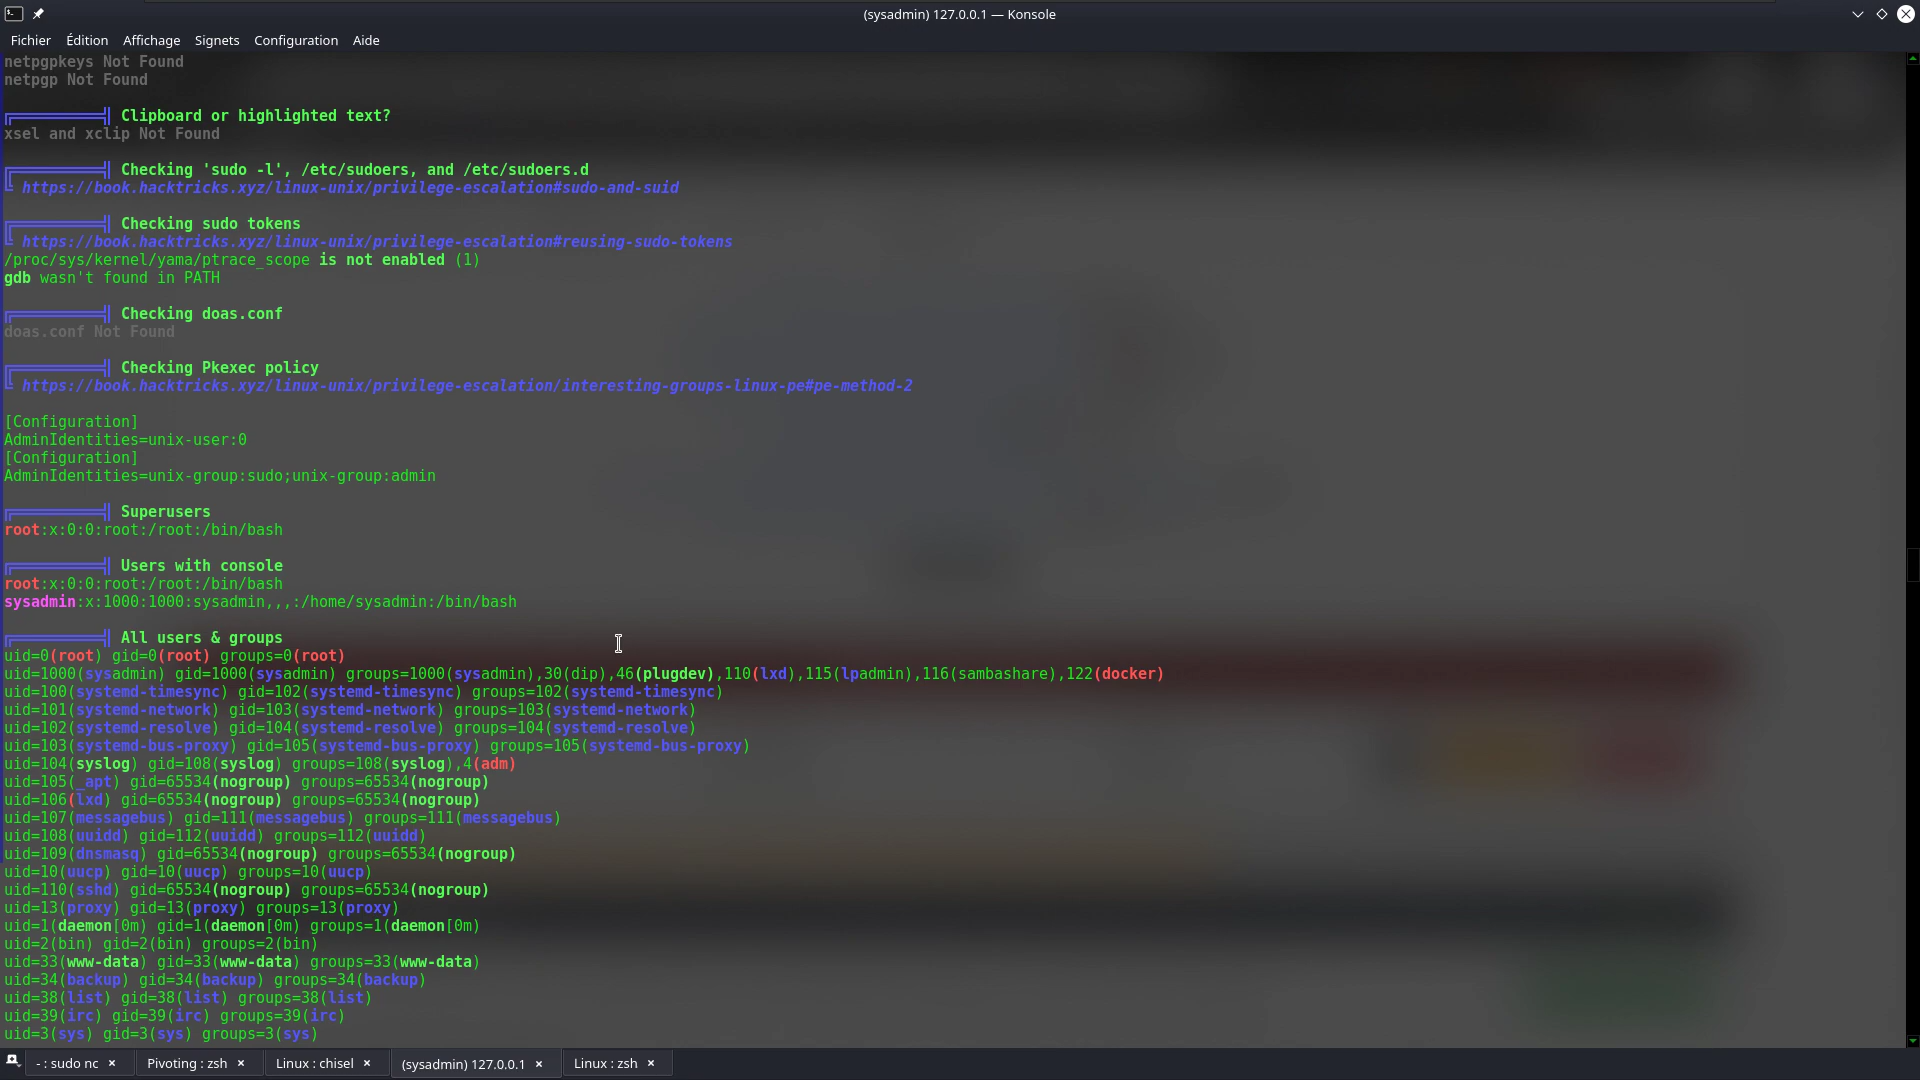 (sysadmin) 127.0.0.1 — Konsole
Fichier Édition Affichage Signets Configuration Aide
netpgpkeys Not Found
netpgp Not Found
╔══════════╣ Clipboard or highlighted text?
xsel and xclip Not Found
╔══════════╣ Checking 'sudo -l', /etc/sudoers, and /etc/sudoers.d
╚ https://book.hacktricks.xyz/linux-unix/privilege-escalation#sudo-and-suid
╔══════════╣ Checking sudo tokens
╚ https://book.hacktricks.xyz/linux-unix/privilege-escalation#reusing-sudo-tokens
/proc/sys/kernel/yama/ptrace_scope is not enabled (1)
gdb wasn't found in PATH
╔══════════╣ Checking doas.conf
doas.conf Not Found
╔══════════╣ Checking Pkexec policy
╚ https://book.hacktricks.xyz/linux-unix/privilege-escalation/interesting-groups-linux-pe#pe-method-2
[Configuration]
AdminIdentities=unix-user:0
[Configuration]
AdminIdentities=unix-group:sudo;unix-group:admin
╔══════════╣ Superusers
root:x:0:0:root:/root:/bin/bash
╔══════════╣ Users with console
root:x:0:0:root:/root:/bin/bash
sysadmin:x:1000:1000:sysadmin,,,:/home/sysadmin:/bin/bash
╔══════════╣ All users & groups
uid=0(root) gid=0(root) groups=0(root)
uid=1000(sysadmin) gid=1000(sysadmin) groups=1000(sysadmin),30(dip),46(plugdev),110(lxd),115(lpadmin),116(sambashare),122(docker)
uid=100(systemd-timesync) gid=102(systemd-timesync) groups=102(systemd-timesync)
uid=101(systemd-network) gid=103(systemd-network) groups=103(systemd-network)
uid=102(systemd-resolve) gid=104(systemd-resolve) groups=104(systemd-resolve)
uid=103(systemd-bus-proxy) gid=105(systemd-bus-proxy) groups=105(systemd-bus-proxy)
uid=104(syslog) gid=108(syslog) groups=108(syslog),4(adm)
uid=105(_apt) gid=65534(nogroup) groups=65534(nogroup)
uid=106(lxd) gid=65534(nogroup) groups=65534(nogroup)
uid=107(messagebus) gid=111(messagebus) groups=111(messagebus)
uid=108(uuidd) gid=112(uuidd) groups=112(uuidd)
uid=109(dnsmasq) gid=65534(nogroup) groups=65534(nogroup)
uid=10(uucp) gid=10(uucp) groups=10(uucp)
uid=110(sshd) gid=65534(nogroup) groups=65534(nogroup)
uid=13(proxy) gid=13(proxy) groups=13(proxy)
uid=1(daemon[0m) gid=1(daemon[0m) groups=1(daemon[0m)
uid=2(bin) gid=2(bin) groups=2(bin)
uid=33(www-data) gid=33(www-data) groups=33(www-data)
uid=34(backup) gid=34(backup) groups=34(backup)
uid=38(list) gid=38(list) groups=38(list)
uid=39(irc) gid=39(irc) groups=39(irc)
uid=3(sys) gid=3(sys) groups=3(sys)
- : sudo nc Pivoting : zsh Linux : chisel (sysadmin) 127.0.0.1 Linux : zsh